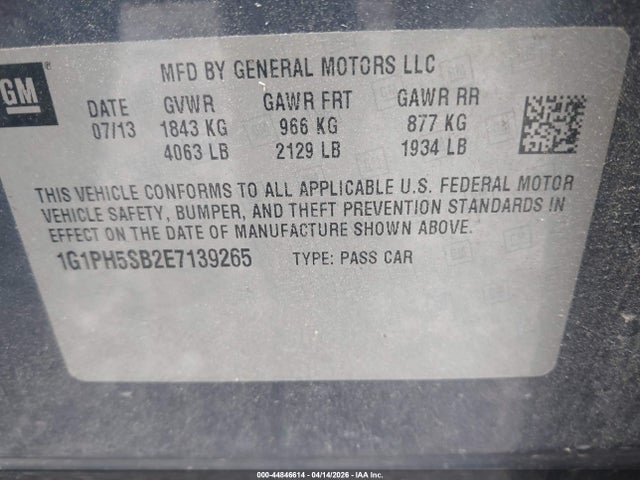 GM
MFD BY GENERAL MOTORS LLC
DATE GVWR GAWR FRT GAWR RR
07/13 1843 KG 966 KG 877 KG
4063 LB 2129 LB 1934 LB
THIS VEHICLE CONFORMS TO ALL APPLICABLE U.S. FEDERAL MOTOR
VEHICLE SAFETY, BUMPER, AND THEFT PREVENTION STANDARDS IN
EFFECT ON THE DATE OF MANUFACTURE SHOWN ABOVE.
1G1PH5SB2E7139265 TYPE: PASS CAR
000-44846614 - 04/14/2026 - IAA Inc.